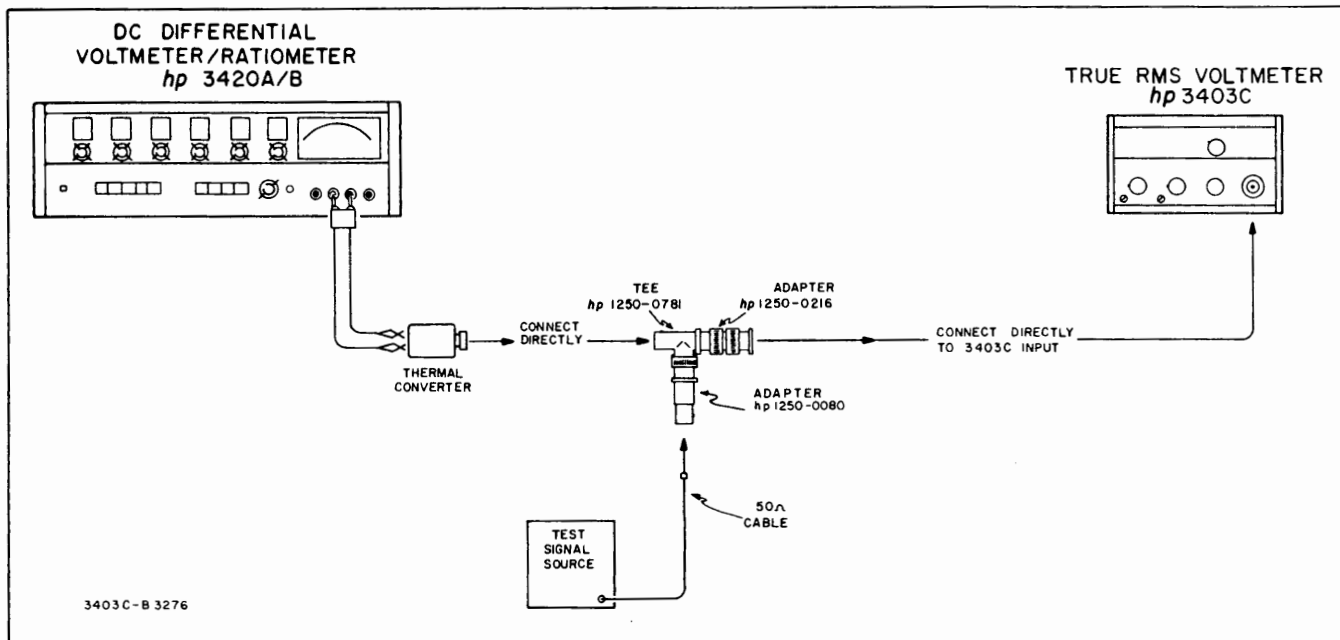 DC DIFFERENTIAL
VOLTMETER/RATIOMETER
hp 3420A/B
TRUE RMS VOLTMETER
hp 3403C
TEE
hp 1250-0781
ADAPTER
hp 1250-0216
CONNECT
DIRECTLY
CONNECT DIRECTLY
TO 3403C INPUT
THERMAL
CONVERTER
ADAPTER
hp 1250-0080
50Ω
CABLE
TEST
SIGNAL
SOURCE
3403C-B3276